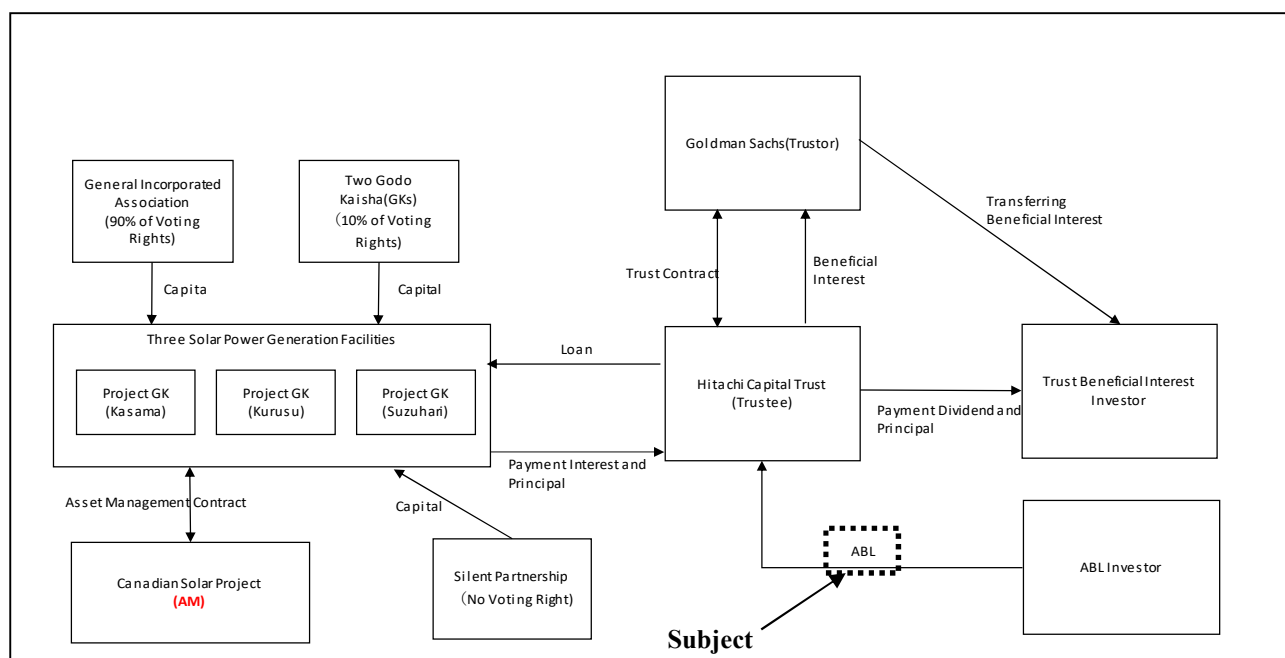 Goldman Sachs(Trustor)
General Incorporated
Association
(90% of Voting
Rights)
Two Godo
Kaisha(GKs)
(10% of Voting
Rights)
Transferring
Beneficial Interest
Trust Contract
Beneficial
Interest
Capita
Capital
Three Solar Power Generation Facilities
Project GK
(Kasama)
Project GK
(Kurusu)
Project GK
(Suzuhari)
Loan
Hitachi Capital Trust
(Trustee)
Trust Beneficial Interest
Investor
Payment Dividend and
Principal
Payment Interest and
Principal
Asset Management Contract
Capital
Canadian Solar Project
(AM)
Silent Partnership
(No Voting Right)
ABL
ABL Investor
Subject